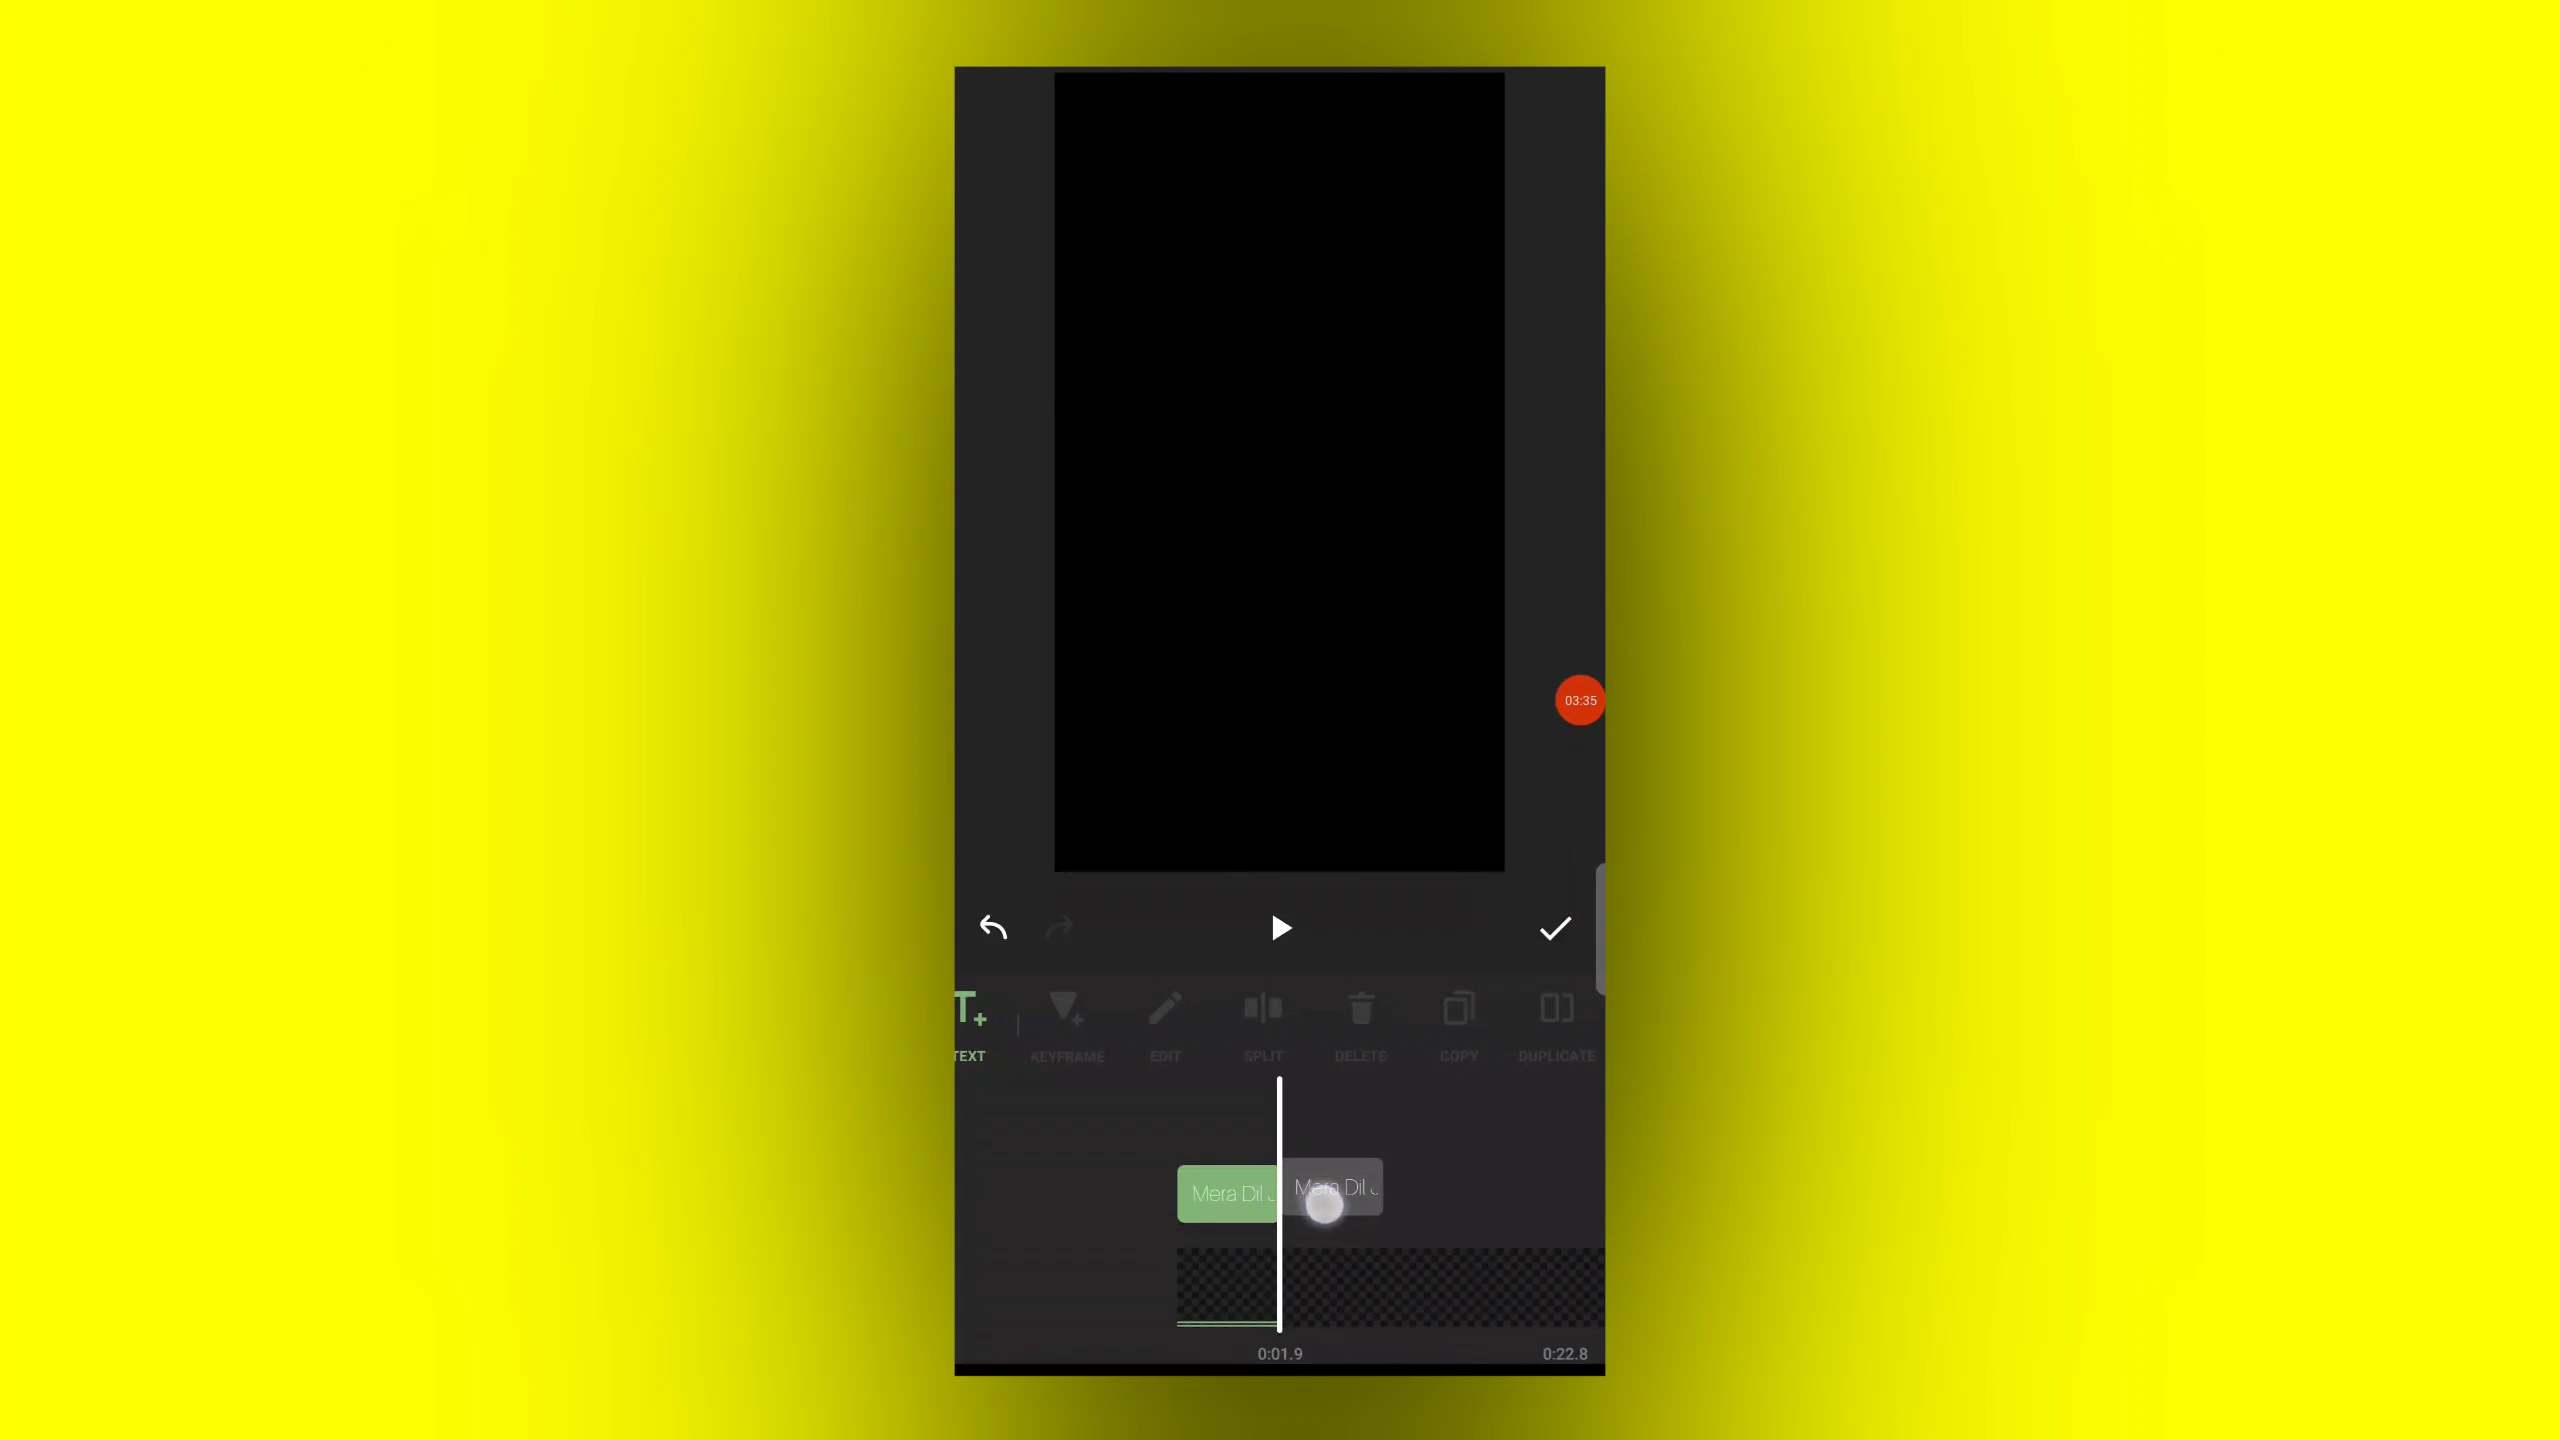 03:35
TEXT KEYFRAME EDIT SPLIT DELETE COPY DUPLICATE
Mera Dil Mera Dil
0:01.9 0:22.8